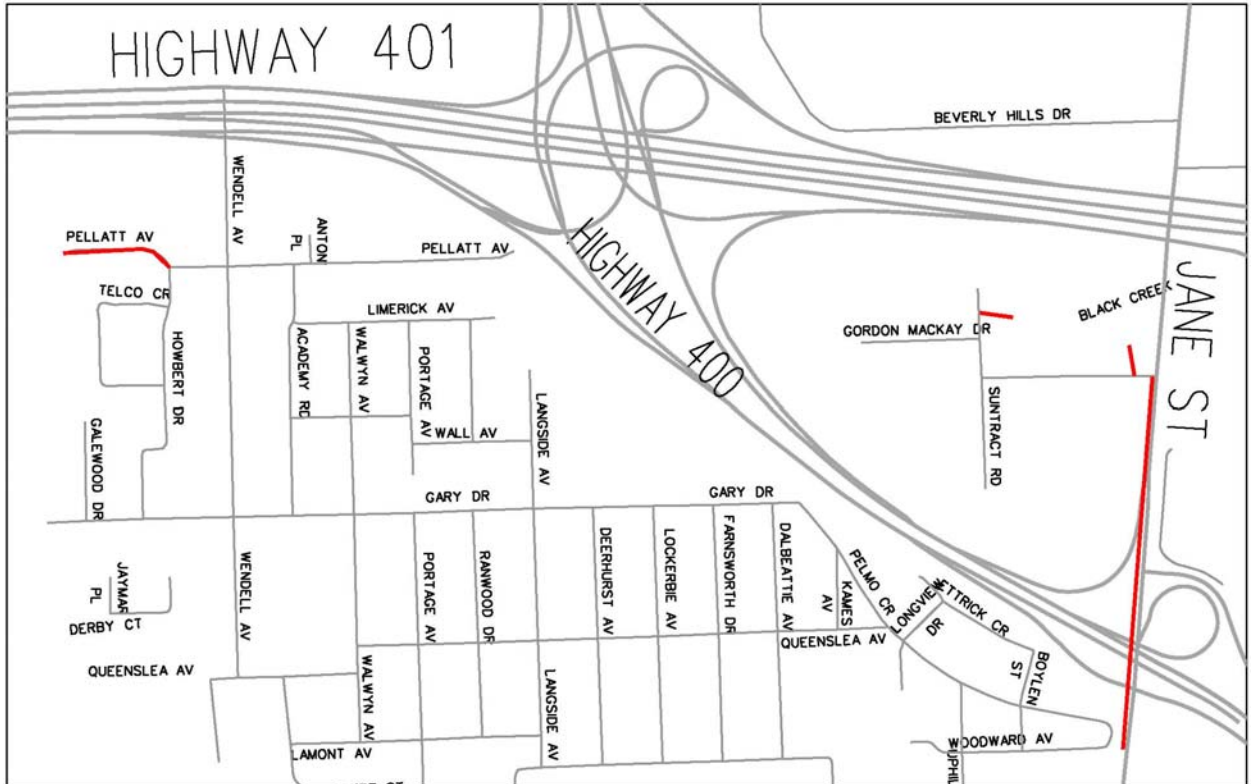 HIGHWAY 401
BEVERLY HILLS DR
WENDELL AV
ANTON PL
PELLATT AV
PELLATT AV
HIGHWAY 400
TELCO CR
LIMERICK AV
BLACK CREEK
JANE ST
GORDON MACKAY DR
HOWBERT DR
ACADEMY RD
WALWYN AV
PORTAGE AV
WALL AV
LANGSIDE AV
SUNTRACT RD
GALEWOOD DR
GARY DR
GARY DR
JAYMAR PL
DERBY CT
WENDELL AV
PORTAGE AV
RANWOOD DR
DEERHURST AV
LOCKERBIE AV
FARNSWORTH DR
DALBEATTIE AV
KAMES AV
PELMO CR
LONGVIEW DR
ETTRICK CR
QUEENSLEA AV
QUEENSLEA AV
BOYLEN ST
WALWYN AV
LANGSIDE AV
LAMONT AV
WOODWARD AV